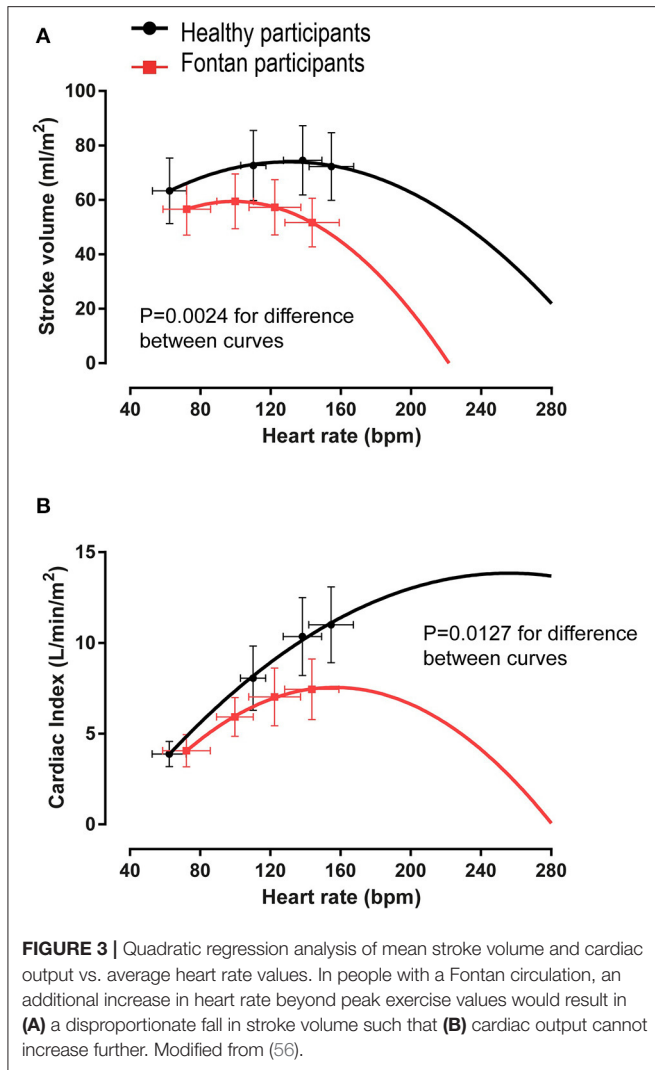 A
Healthy participants
Fontan participants
100
80
60
40
20
0
Stroke volume (ml/m²)
P=0.0024 for difference
between curves
40 80 120 160 200 240 280
Heart rate (bpm)
B
15
10
5
0
Cardiac Index (L/min/m²)
P=0.0127 for difference
between curves
40 80 120 160 200 240 280
Heart rate (bpm)
FIGURE 3 | Quadratic regression analysis of mean stroke volume and cardiac
output vs. average heart rate values. In people with a Fontan circulation, an
additional increase in heart rate beyond peak exercise values would result in
(A) a disproportionate fall in stroke volume such that (B) cardiac output cannot
increase further. Modified from (56).